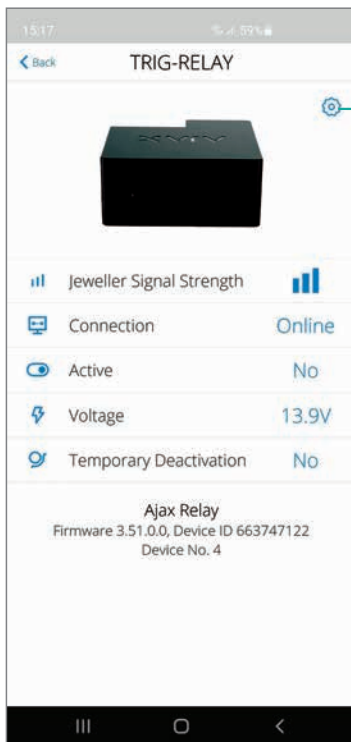 15:17 59%
Back TRIG-RELAY
AJAX
Jeweller Signal Strength
Connection Online
Active No
Voltage 13.9V
Temporary Deactivation No
Ajax Relay
Firmware 3.51.0.0, Device ID 663747122
Device No. 4